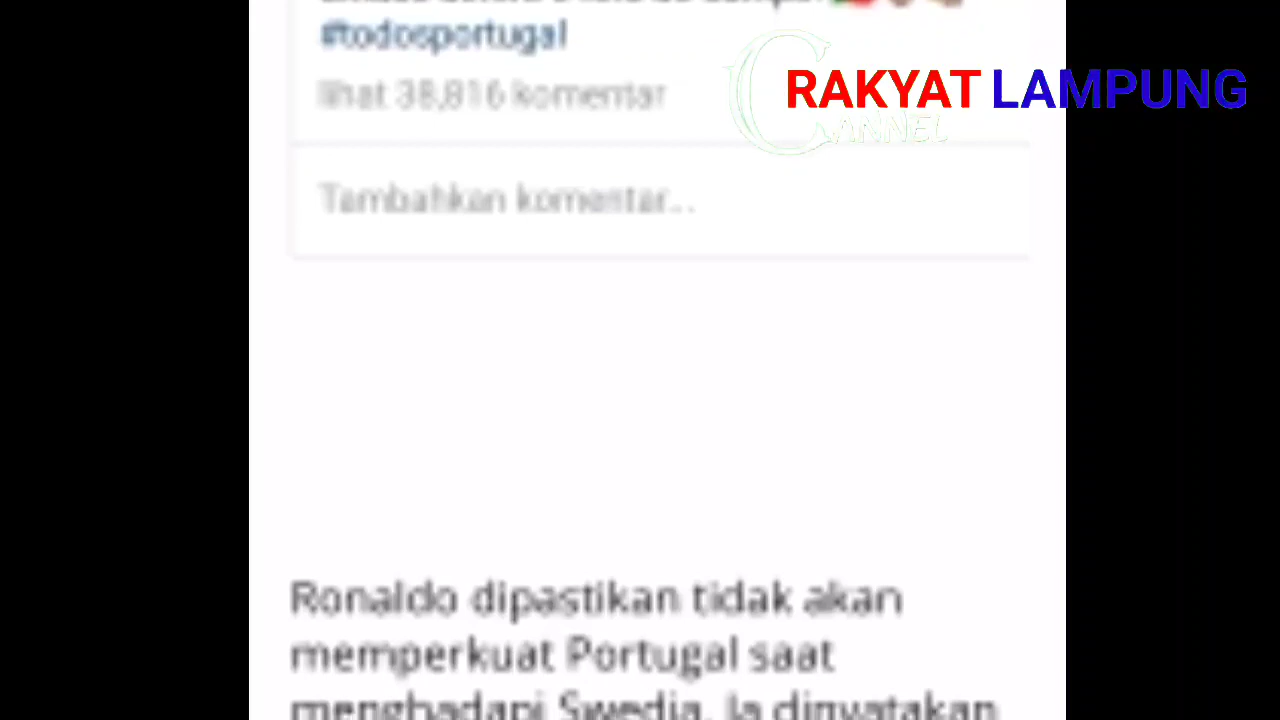 #todosportugal
lihat 38,816 komentar
RAKYAT LAMPUNG
CANNEL
Tambahkan komentar...
Ronaldo dipastikan tidak akan
memperkuat Portugal saat
menghadapi Swedia. Ia dinyatakan